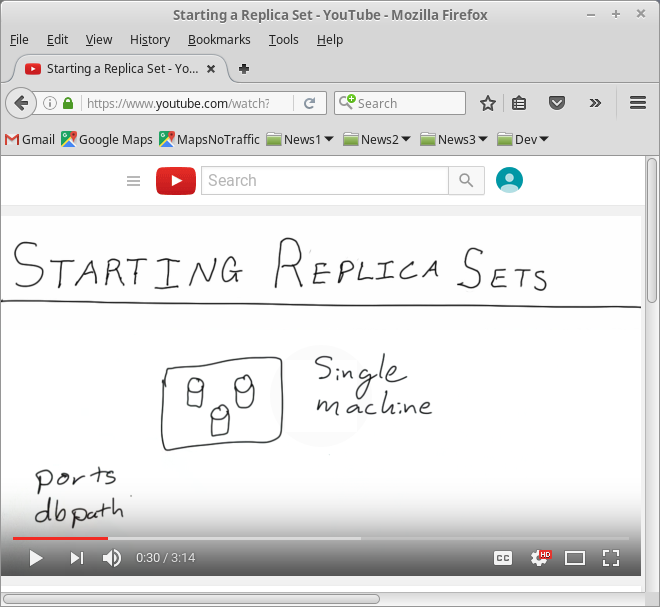 Starting a Replica Set - YouTube - Mozilla Firefox
File Edit View History Bookmarks Tools Help
Starting a Replica Set - Yo...
https://www.youtube.com/watch?
Search
Gmail Google Maps MapsNoTraffic News1 News2 News3 Dev
Search
STARTING REPLICA SETS
Single
machine
ports
dbpath
0:30 / 3:14
CC
HD